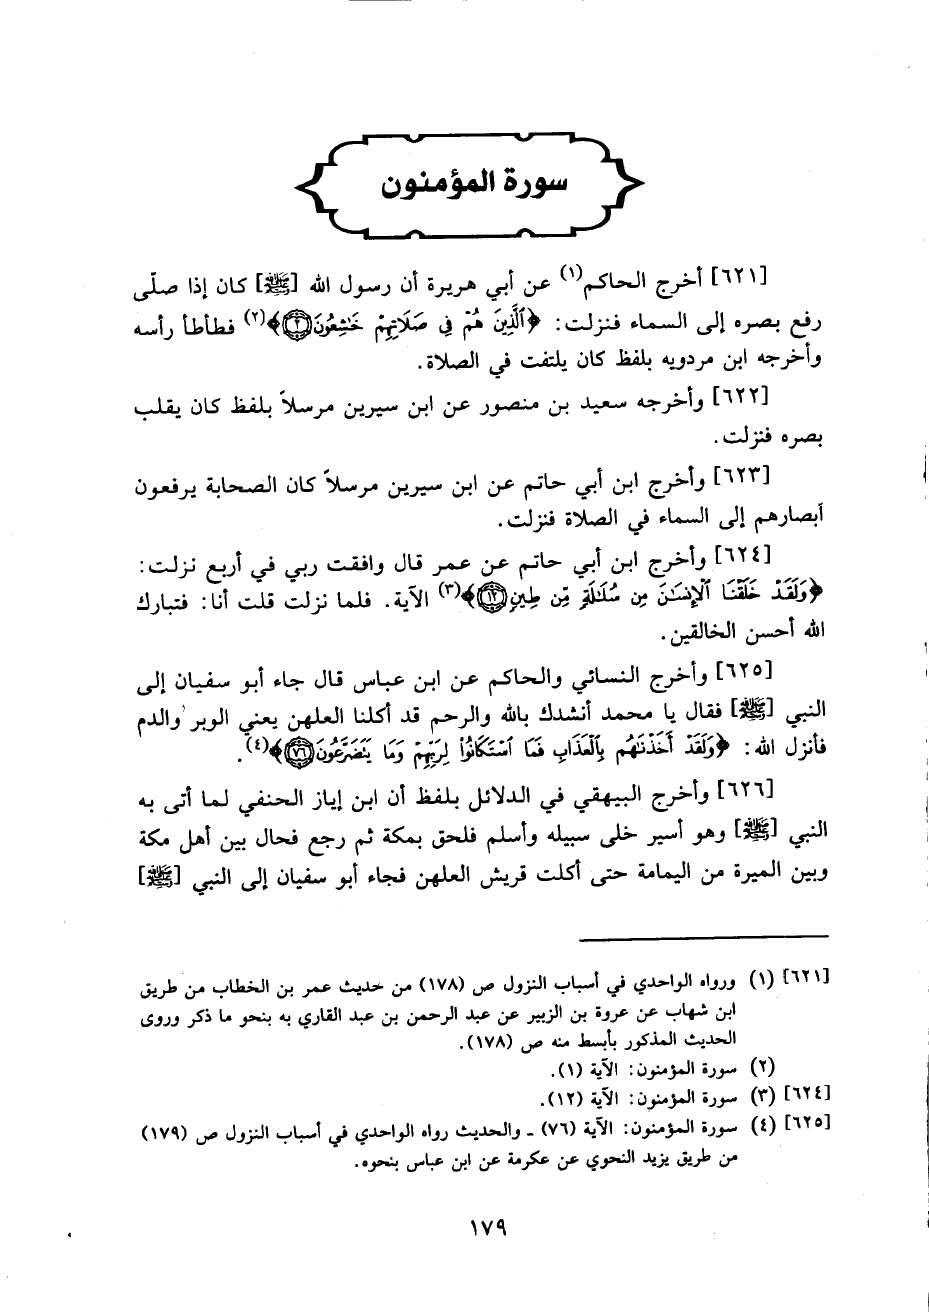 سورة المؤمنون
[٦٢١] أخرج الحاكم(١) عن أبي هريرة أن رسول الله [ﷺ] كان إذا صلّى
رفع بصره إلى السماء فنزلت: ﴿ٱلَّذِينَ هُمْ فِى صَلَاتِهِمْ خَٰشِعُونَ ٢﴾(٢) فطأطأ رأسه
وأخرجه ابن مردويه بلفظ كان يلتفت في الصلاة.
[٦٢٢] وأخرجه سعيد بن منصور عن ابن سيرين مرسلاً بلفظ كان يقلب
بصره فنزلت.
[٦٢٣] وأخرج ابن أبي حاتم عن ابن سيرين مرسلاً كان الصحابة يرفعون
أبصارهم إلى السماء في الصلاة فنزلت.
[٦٢٤] وأخرج ابن أبي حاتم عن عمر قال وافقت ربي في أربع نزلت:
﴿وَلَقَدْ خَلَقْنَا ٱلْإِنسَٰنَ مِن سُلَٰلَةٍ مِّن طِينٍ ١٢﴾(٣) الآية. فلما نزلت قلت أنا: فتبارك
الله أحسن الخالقين.
[٦٢٥] وأخرج النسائي والحاكم عن ابن عباس قال جاء أبو سفيان إلى
النبي [ﷺ] فقال يا محمد أنشدك بالله والرحم قد أكلنا العلهن يعني الوبر والدم
فأنزل الله: ﴿وَلَقَدْ أَخَذْنَٰهُم بِٱلْعَذَابِ فَمَا ٱسْتَكَانُوا۟ لِرَبِّهِمْ وَمَا يَتَضَرَّعُونَ ٧٦﴾(٤).
[٦٢٦] وأخرج البيهقي في الدلائل بلفظ أن ابن إياز الحنفي لما أتى به
النبي [ﷺ] وهو أسير خلى سبيله وأسلم فلحق بمكة ثم رجع فحال بين أهل مكة
وبين الميرة من اليمامة حتى أكلت قريش العلهن فجاء أبو سفيان إلى النبي [ﷺ]
[٦٢١] (١) ورواه الواحدي في أسباب النزول ص (١٧٨) من حديث عمر بن الخطاب من طريق
ابن شهاب عن عروة بن الزبير عن عبد الرحمن بن عبد القاري به بنحو ما ذكر وروى
الحديث المذكور بأبسط منه ص (١٧٨).
(٢) سورة المؤمنون: الآية (١).
[٦٢٤] (٣) سورة المؤمنون: الآية (١٢).
[٦٢٥] (٤) سورة المؤمنون: الآية (٧٦) ـ والحديث رواه الواحدي في أسباب النزول ص (١٧٩)
من طريق يزيد النحوي عن عكرمة عن ابن عباس بنحوه.
١٧٩